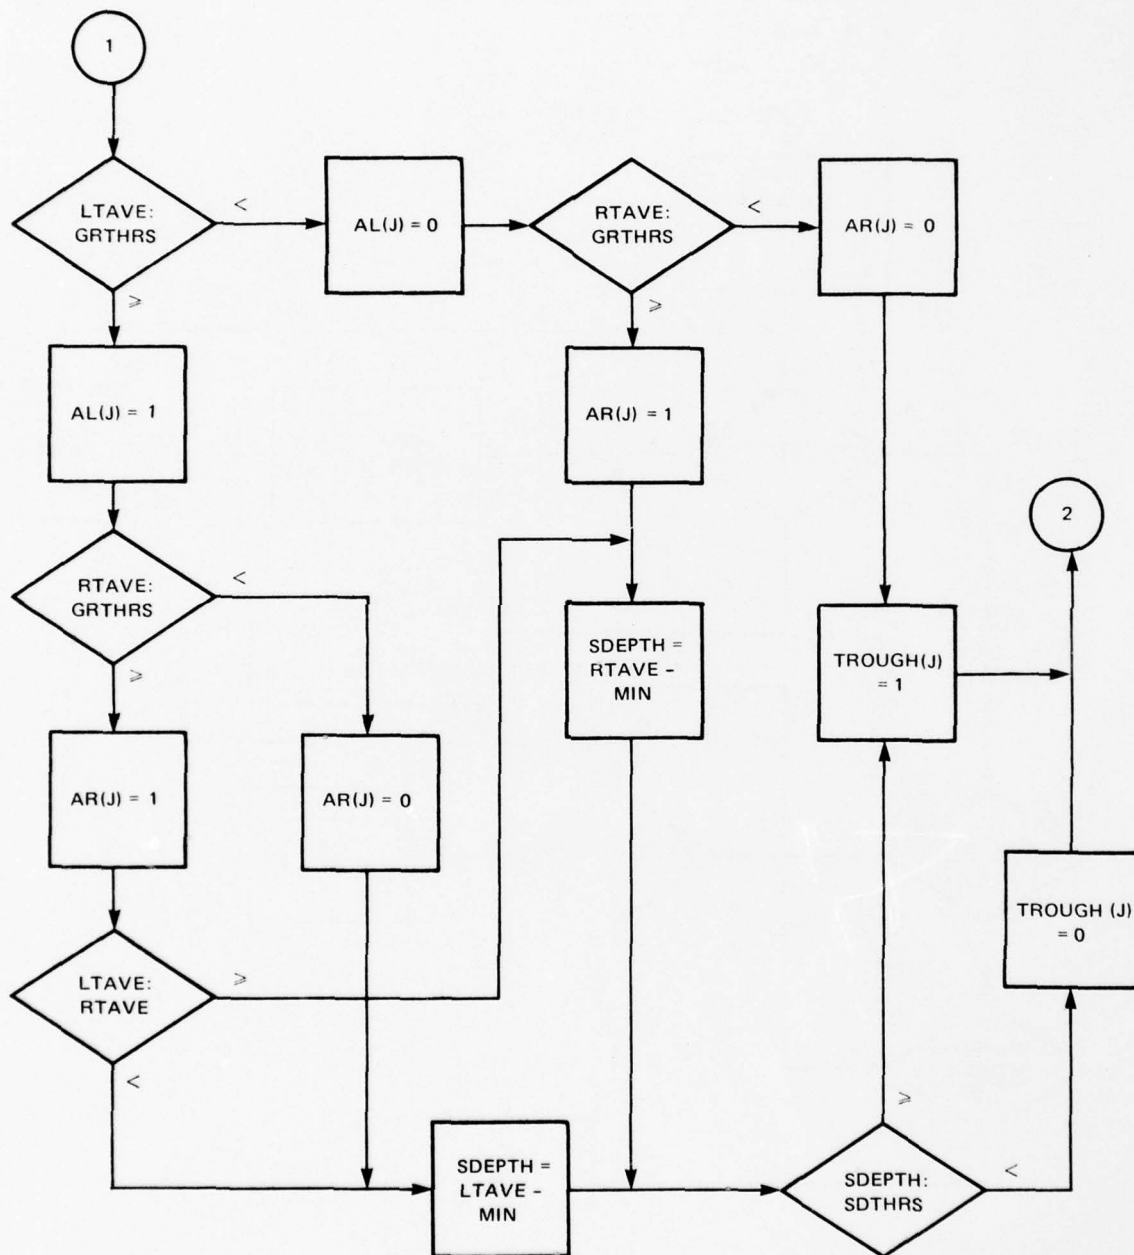 1
LTAVE:
GRTHRS
<
AL(J) = 0
RTAVE:
GRTHRS
<
AR(J) = 0
⩾
⩾
AL(J) = 1
AR(J) = 1
2
RTAVE:
GRTHRS
<
⩾
SDEPTH =
RTAVE -
MIN
TROUGH(J)
= 1
AR(J) = 1
AR(J) = 0
TROUGH (J)
= 0
LTAVE:
RTAVE
⩾
<
⩾
SDEPTH =
LTAVE -
MIN
SDEPTH:
SDTHRS
<